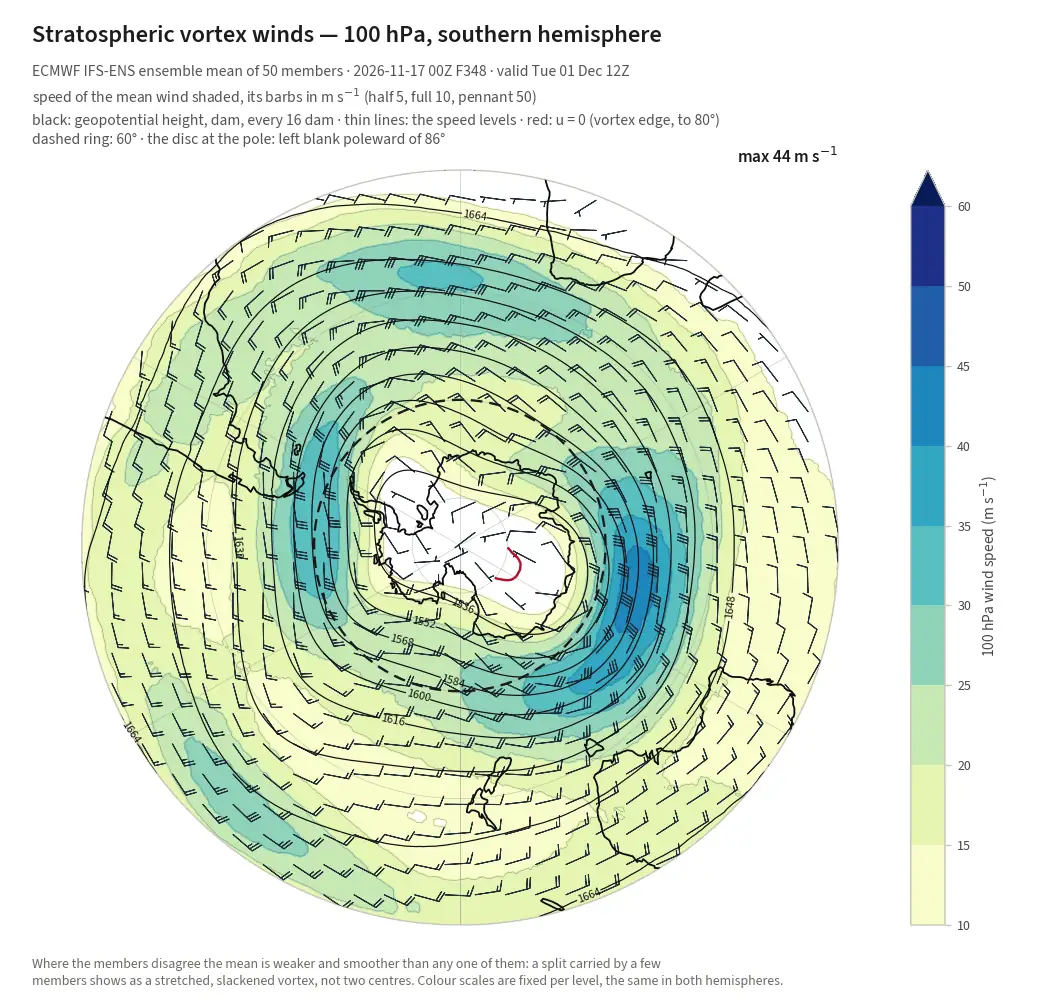 Stratospheric vortex winds — 100 hPa, southern hemisphere
ECMWF IFS-ENS ensemble mean of 50 members · 2026-11-17 00Z F348 · valid Tue 01 Dec 12Z
speed of the mean wind shaded, its barbs in m s⁻¹ (half 5, full 10, pennant 50)
black: geopotential height, dam, every 16 dam · thin lines: the speed levels · red: u = 0 (vortex edge, to 80°)
dashed ring: 60° · the disc at the pole: left blank poleward of 86°
max 44 m s⁻¹
1664
1648
1536
1552
1568
1584
1600
1616
1664
1664
60
50
45
40
35
30
25
20
15
10
100 hPa wind speed (m s⁻¹)
Where the members disagree the mean is weaker and smoother than any one of them: a split carried by a few
members shows as a stretched, slackened vortex, not two centres. Colour scales are fixed per level, the same in both hemispheres.